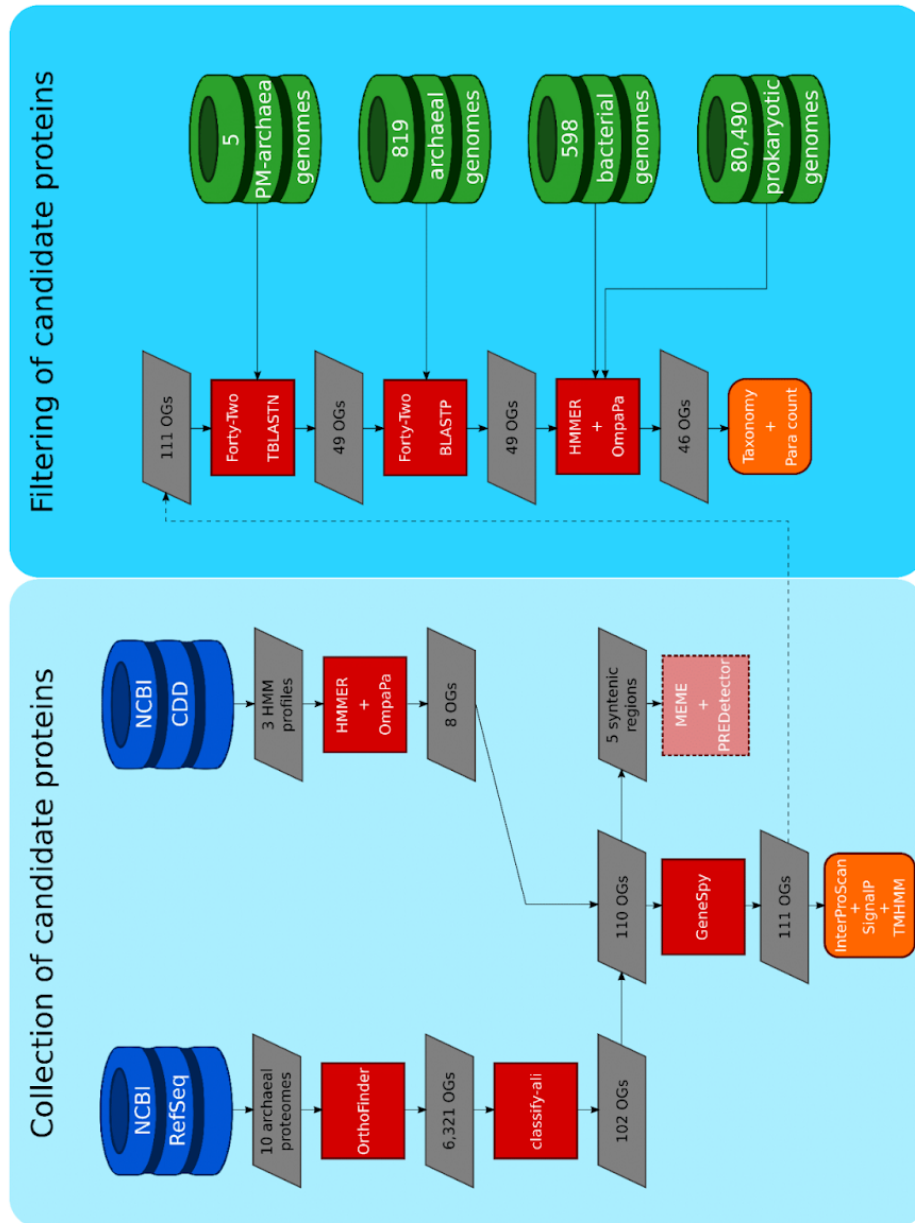 Collection of candidate proteins
NCBI
RefSeq
10 archaeal
proteomes
OrthoFinder
6,321 OGs
classify-ali
102 OGs
NCBI
CDD
3 HMM
profiles
HMMER
+
OmpaPa
8 OGs
110 OGs
GeneSpy
111 OGs
InterProScan
+
SignalP
+
TMHMM
5 syntenic
regions
MEME
+
PREDetector
Filtering of candidate proteins
111 OGs
Forty-Two
TBLASTN
49 OGs
Forty-Two
BLASTP
49 OGs
HMMER
+
OmpaPa
46 OGs
Taxonomy
+
Para count
5
PM-archaea
genomes
819
archaeal
genomes
598
bacterial
genomes
80,490
prokaryotic
genomes